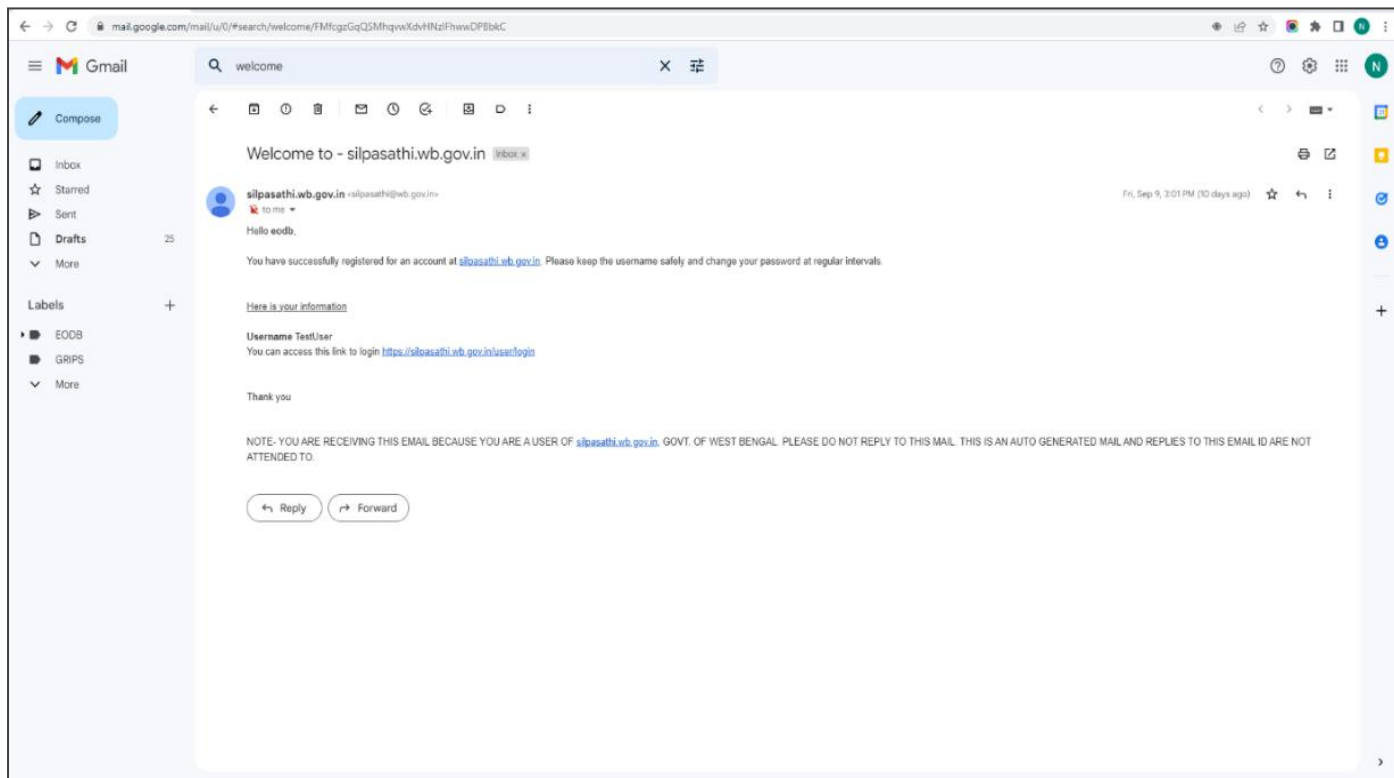 mail.google.com/mail/u/0/#search/welcome/FMfcgzGqQSMhqvwXdvHNzlFhwwDPBbkC
N
Gmail
welcome
N
Compose
Inbox
Starred
Sent
Drafts 25
More
Labels
EODB
GRIPS
More
Welcome to - silpasathi.wb.gov.in Inbox x
silpasathi.wb.gov.in <silpasathi@wb.gov.in>
Fri, Sep 9, 3:01 PM (10 days ago)
to me
Hello eodb,
You have successfully registered for an account at silpasathi.wb.gov.in. Please keep the username safely and change your password at regular intervals.
Here is your information
Username TestUser
You can access this link to login https://silpasathi.wb.gov.in/user/login
Thank you
NOTE- YOU ARE RECEIVING THIS EMAIL BECAUSE YOU ARE A USER OF silpasathi.wb.gov.in, GOVT. OF WEST BENGAL. PLEASE DO NOT REPLY TO THIS MAIL. THIS IS AN AUTO GENERATED MAIL AND REPLIES TO THIS EMAIL ID ARE NOT
ATTENDED TO.
Reply
Forward